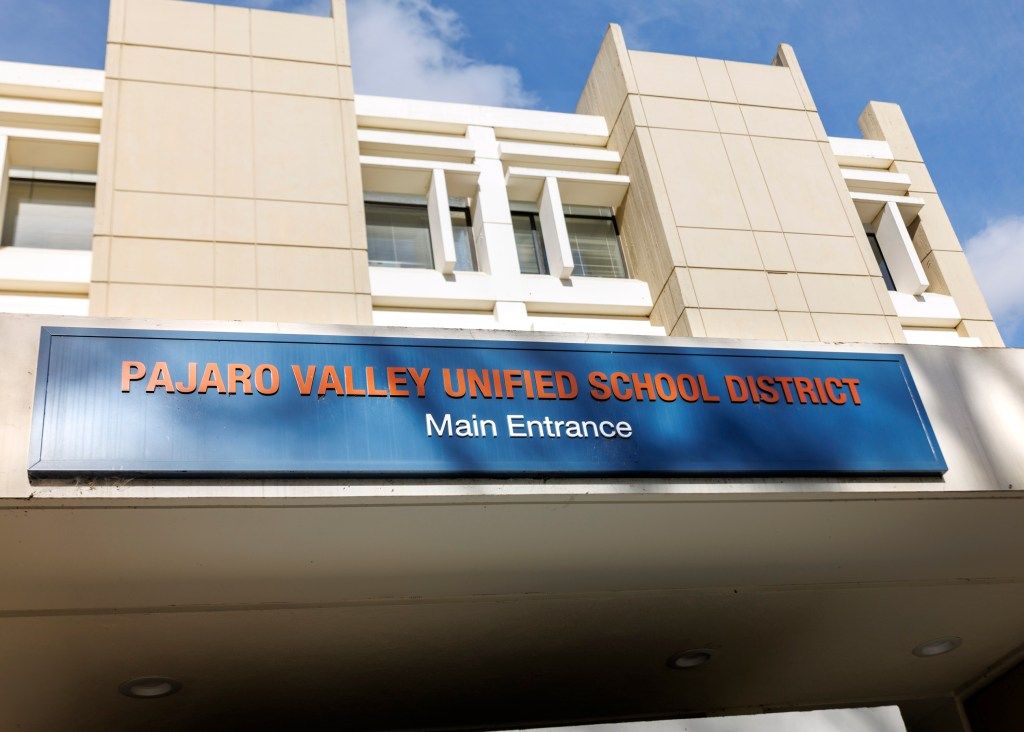 PAJARO VALLEY UNIFIED SCHOOL DISTRICT
Main Entrance